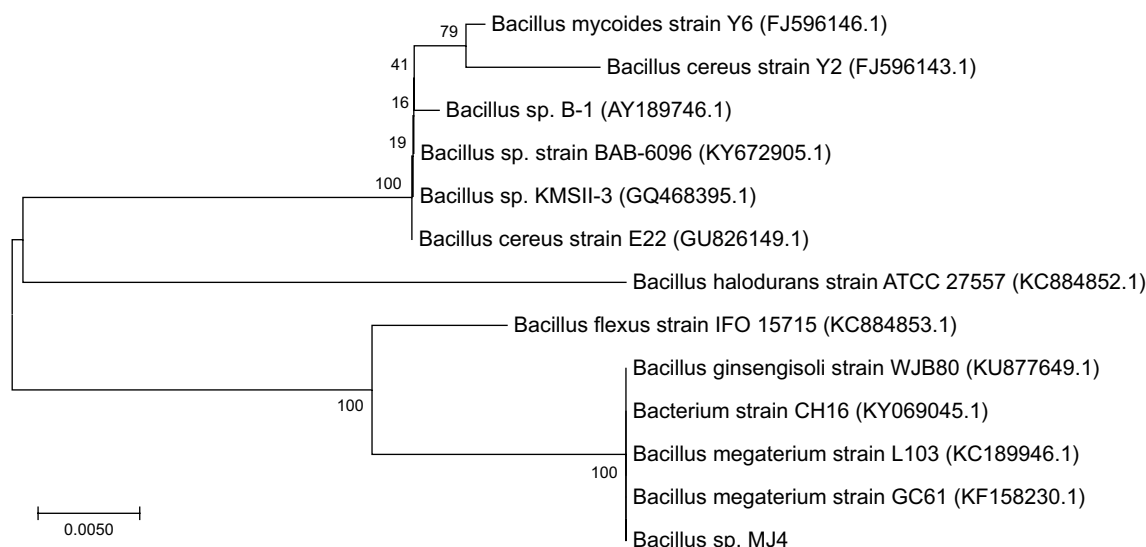 79
Bacillus mycoides strain Y6 (FJ596146.1)
41
Bacillus cereus strain Y2 (FJ596143.1)
16
Bacillus sp. B-1 (AY189746.1)
19
Bacillus sp. strain BAB-6096 (KY672905.1)
100
Bacillus sp. KMSII-3 (GQ468395.1)
Bacillus cereus strain E22 (GU826149.1)
Bacillus halodurans strain ATCC 27557 (KC884852.1)
Bacillus flexus strain IFO 15715 (KC884853.1)
Bacillus ginsengisoli strain WJB80 (KU877649.1)
100
Bacterium strain CH16 (KY069045.1)
Bacillus megaterium strain L103 (KC189946.1)
100
Bacillus megaterium strain GC61 (KF158230.1)
Bacillus sp. MJ4
0.0050